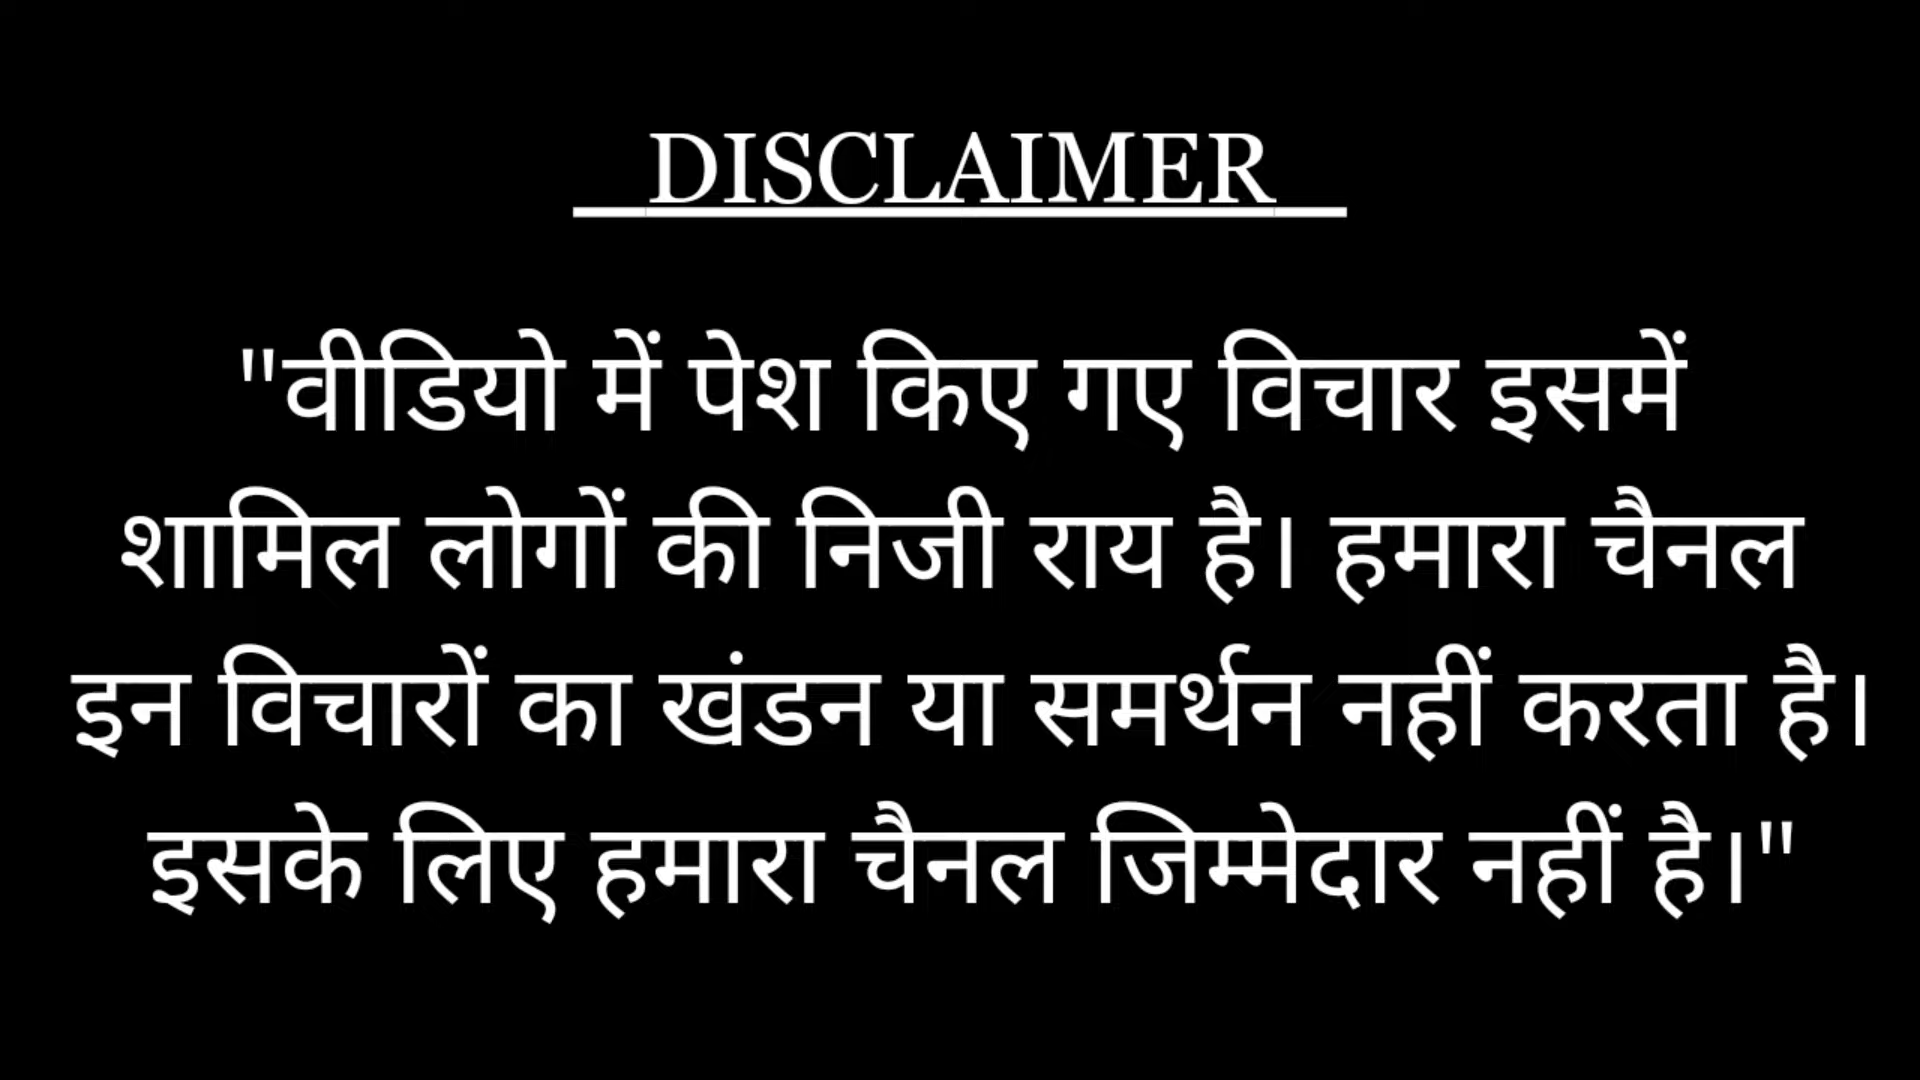 DISCLAIMER
"वीडियो में पेश किए गए विचार इसमें
शामिल लोगों की निजी राय है। हमारा चैनल
इन विचारों का खंडन या समर्थन नहीं करता है।
इसके लिए हमारा चैनल जिम्मेदार नहीं है।"